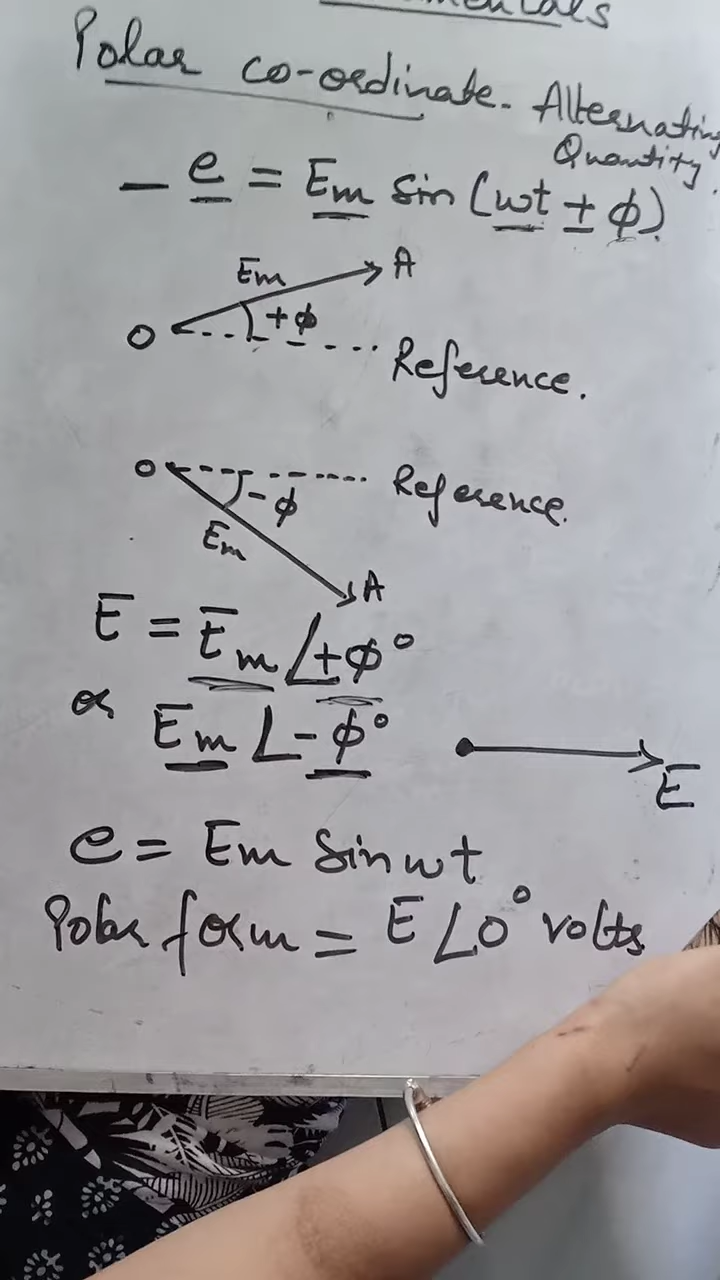 Polar co-ordinate. Alternating
Quantity.
- e = Em Sin (ωt ± ϕ)
Em A
O +ϕ
Reference.
O Reference.
-ϕ
Em
A
E = Em ∠+ϕ°
or
Em ∠-ϕ°
E
e = Em Sin ωt
Polar form = E ∠0° volts